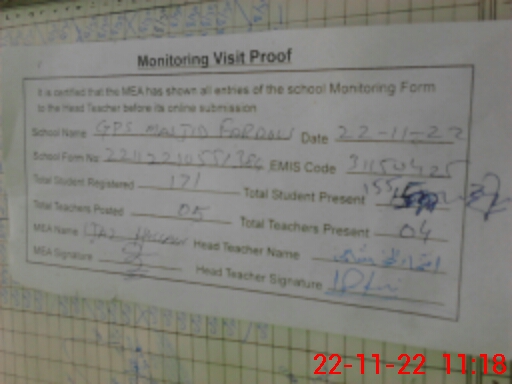 Monitoring Visit Proof
It is certified that the MEA has shown all entries of the school Monitoring Form
to the Head Teacher before its online submission
School Name GPS MASJID Date 22-11-22
School Form No: EMIS Code
Total Student Registered 171 Total Student Present 155
Total Teachers Posted 05 Total Teachers Present 04
MEA Name Head Teacher Name
MEA Signature Head Teacher Signature
22-11-22 11:18